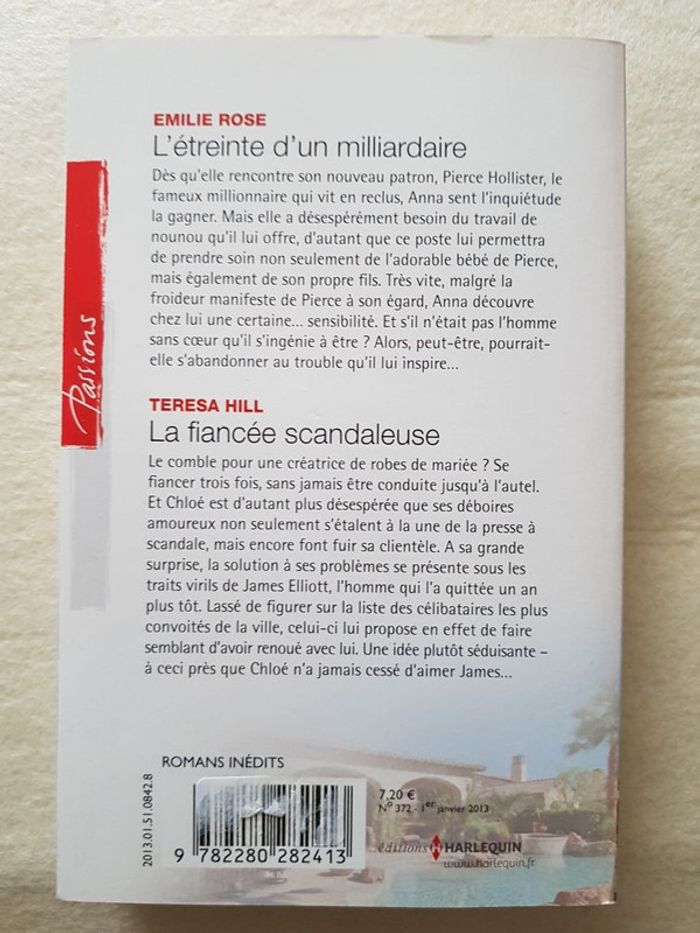 EMILIE ROSE
L'étreinte d'un milliardaire
Dès qu'elle rencontre son nouveau patron, Pierce Hollister, le
fameux millionnaire qui vit en reclus, Anna sent l'inquiétude
la gagner. Mais elle a désespérément besoin du travail de
nounou qu'il lui offre, d'autant que ce poste lui permettra
de prendre soin non seulement de l'adorable bébé de Pierce,
mais également de son propre fils. Très vite, malgré la
froideur manifeste de Pierce à son égard, Anna découvre
chez lui une certaine... sensibilité. Et s'il n'était pas l'homme
sans cœur qu'il s'ingénie à être ? Alors, peut-être, pourrait-
elle s'abandonner au trouble qu'il lui inspire...
Passions
TERESA HILL
La fiancée scandaleuse
Le comble pour une créatrice de robes de mariée ? Se
fiancer trois fois, sans jamais être conduite jusqu'à l'autel.
Et Chloé est d'autant plus désespérée que ses déboires
amoureux non seulement s'étalent à la une de la presse à
scandale, mais encore font fuir sa clientèle. A sa grande
surprise, la solution à ses problèmes se présente sous les
traits virils de James Elliott, l'homme qui l'a quittée un an
plus tôt. Lassé de figurer sur la liste des célibataires les plus
convoités de la ville, celui-ci lui propose en effet de faire
semblant d'avoir renoué avec lui. Une idée plutôt séduisante –
à ceci près que Chloé n'a jamais cessé d'aimer James...
ROMANS INÉDITS
2013.01.51.0842.8
7,20 €
N° 372 - 1er janvier 2013
9 782280 282413
éditions H HARLEQUIN
www.harlequin.fr